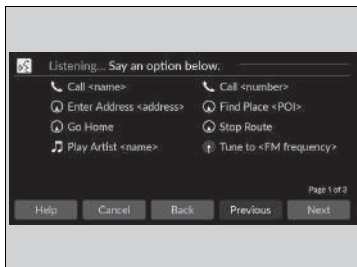 Listening... Say an option below.
Call <name>
Call <number>
Enter Address <address>
Find Place <POI>
Go Home
Stop Route
Play Artist <name>
Tune to <FM frequency>
Page 1 of 3
Help
Cancel
Back
Previous
Next